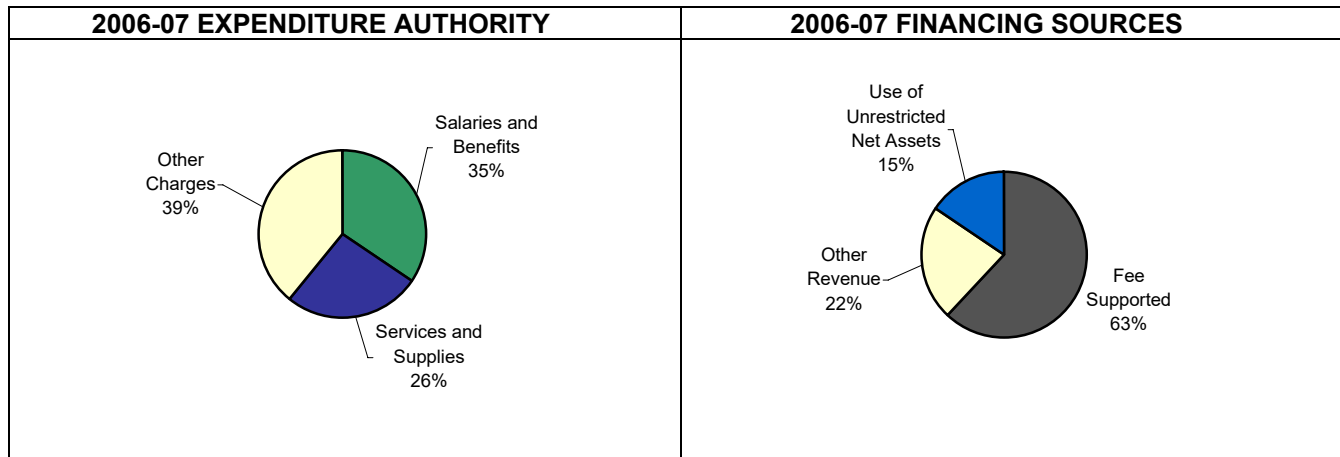 2006-07 EXPENDITURE AUTHORITY
Salaries and
Benefits
35%
Other
Charges
39%
Services and
Supplies
26%
2006-07 FINANCING SOURCES
Use of
Unrestricted
Net Assets
15%
Other
Revenue
22%
Fee
Supported
63%